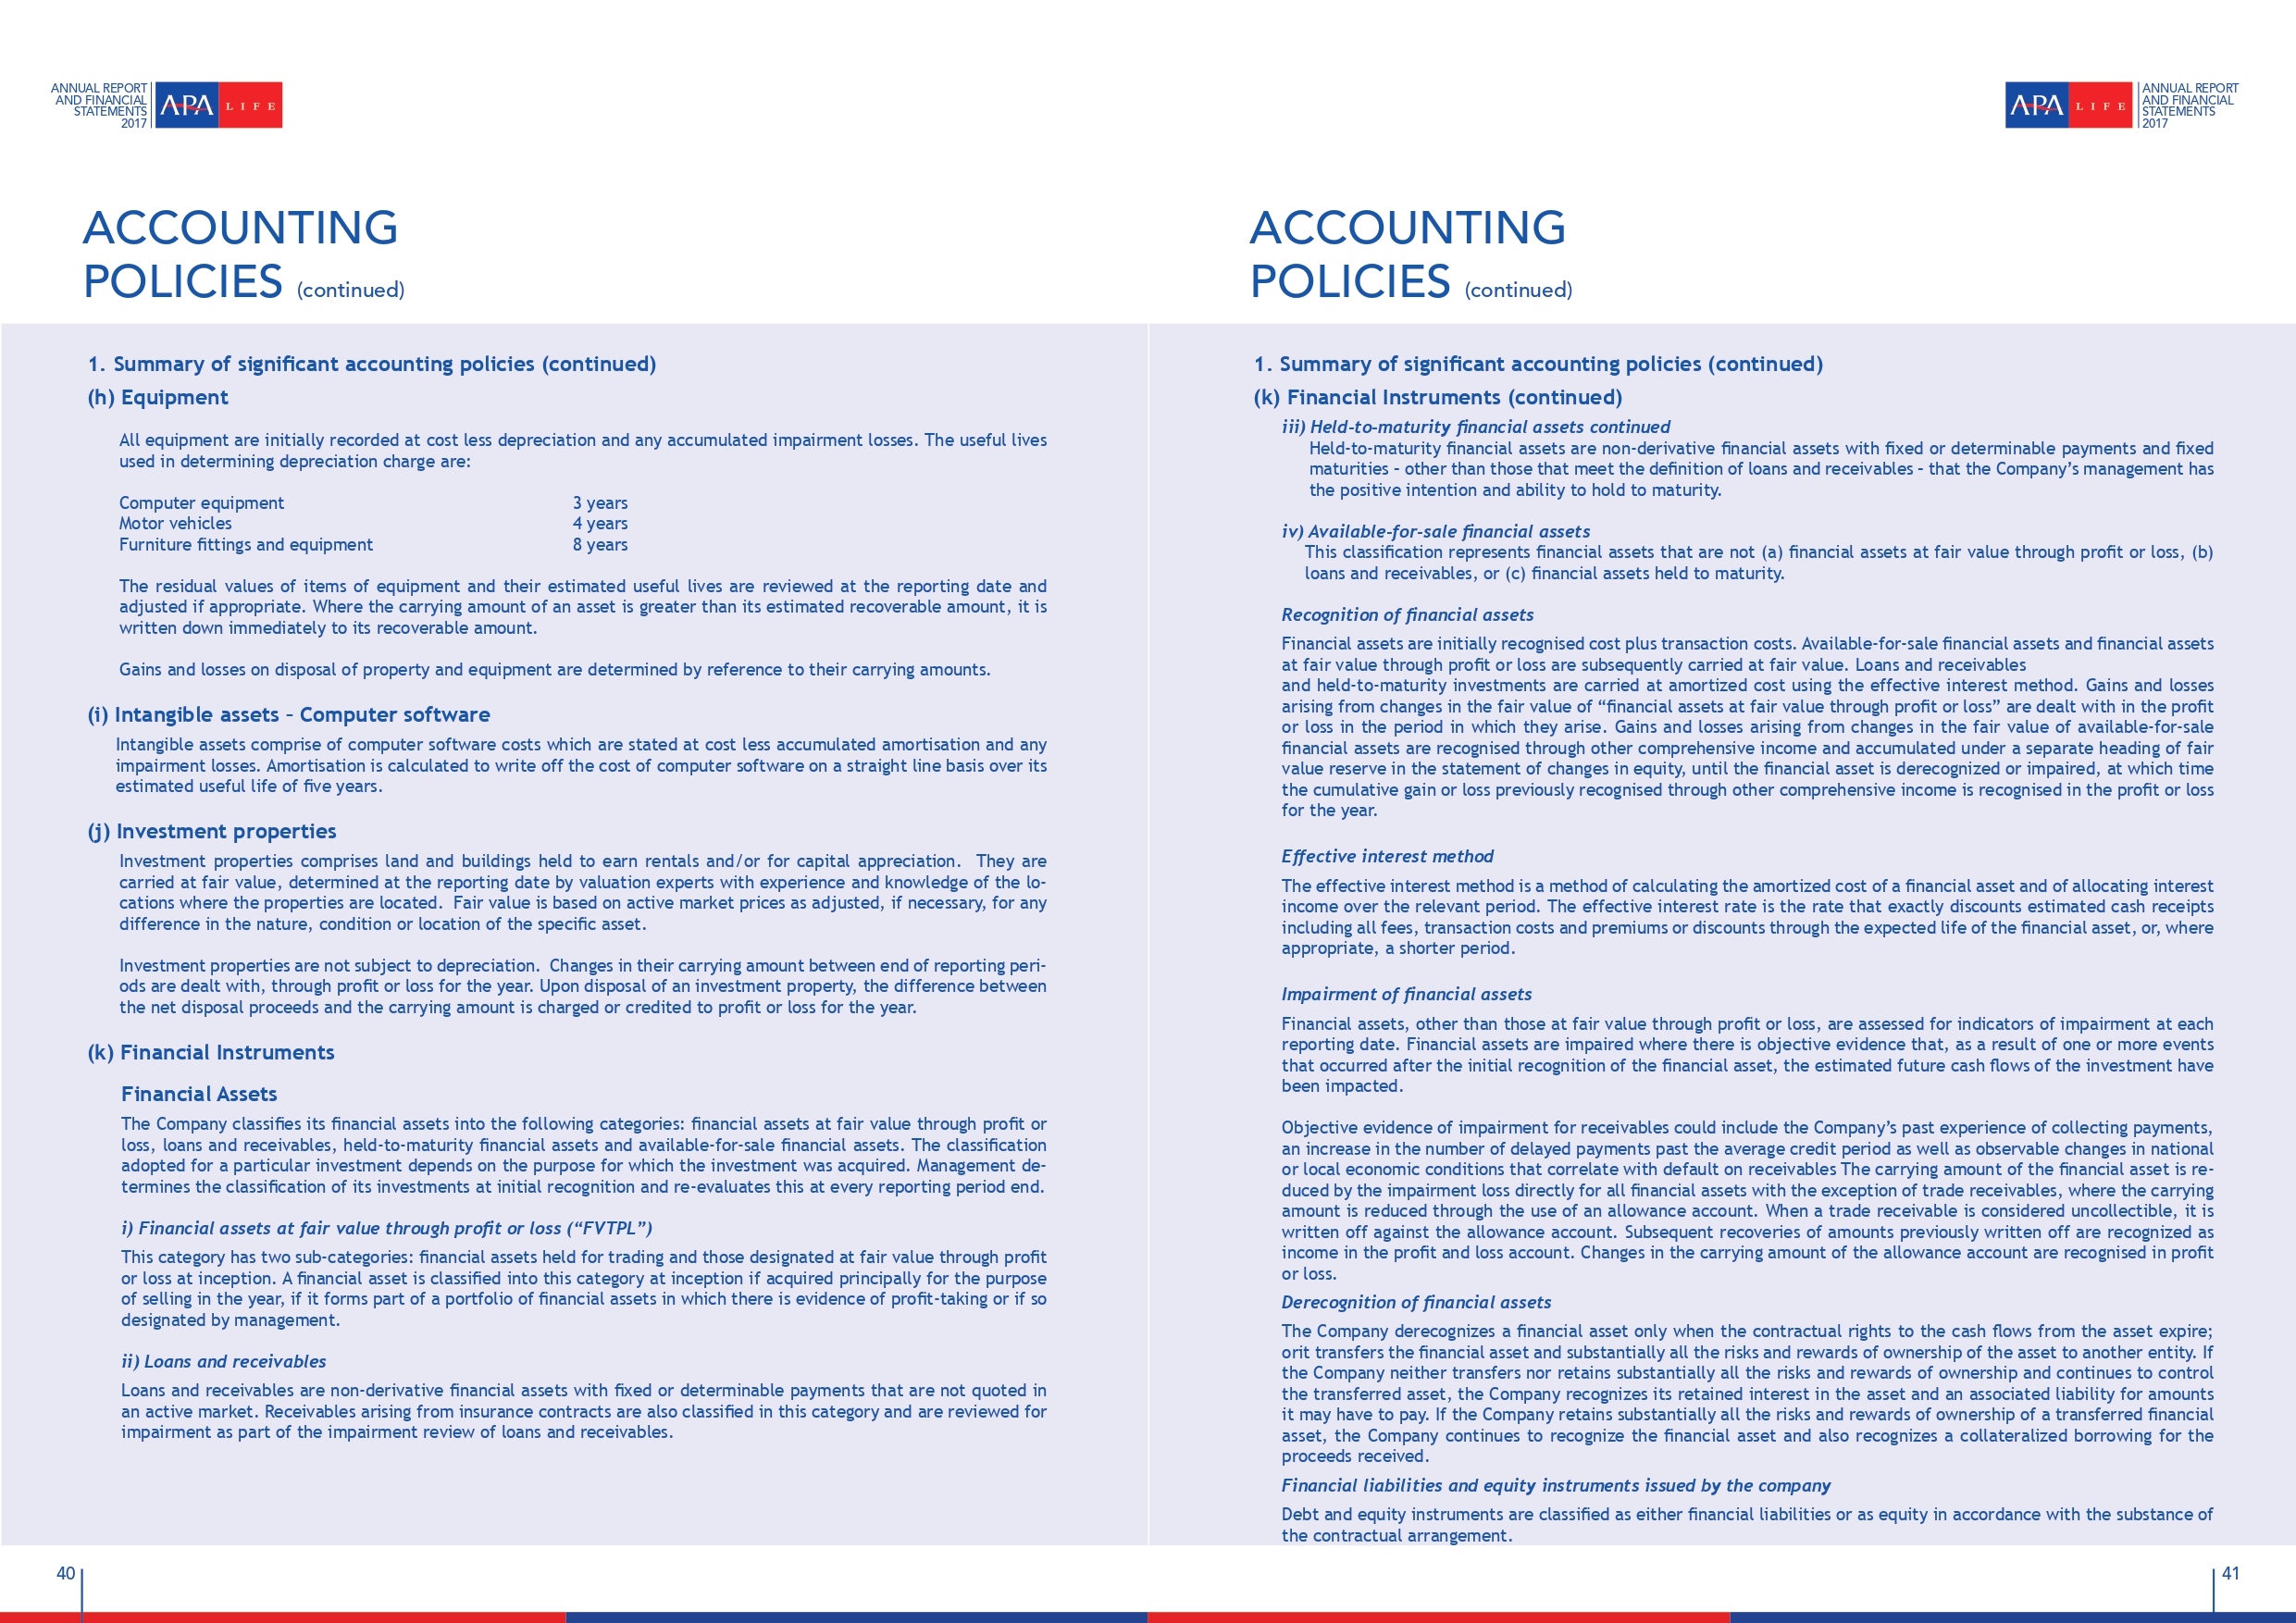 ANNUAL REPORT
AND FINANCIAL
STATEMENTS
2017
APA LIFE
ACCOUNTING
POLICIES (continued)
1. Summary of significant accounting policies (continued)
(h) Equipment
All equipment are initially recorded at cost less depreciation and any accumulated impairment losses. The useful lives
used in determining depreciation charge are:
Computer equipment 3 years
Motor vehicles 4 years
Furniture fittings and equipment 8 years
The residual values of items of equipment and their estimated useful lives are reviewed at the reporting date and
adjusted if appropriate. Where the carrying amount of an asset is greater than its estimated recoverable amount, it is
written down immediately to its recoverable amount.
Gains and losses on disposal of property and equipment are determined by reference to their carrying amounts.
(i) Intangible assets – Computer software
Intangible assets comprise of computer software costs which are stated at cost less accumulated amortisation and any
impairment losses. Amortisation is calculated to write off the cost of computer software on a straight line basis over its
estimated useful life of five years.
(j) Investment properties
Investment properties comprises land and buildings held to earn rentals and/or for capital appreciation. They are
carried at fair value, determined at the reporting date by valuation experts with experience and knowledge of the lo-
cations where the properties are located. Fair value is based on active market prices as adjusted, if necessary, for any
difference in the nature, condition or location of the specific asset.
Investment properties are not subject to depreciation. Changes in their carrying amount between end of reporting peri-
ods are dealt with, through profit or loss for the year. Upon disposal of an investment property, the difference between
the net disposal proceeds and the carrying amount is charged or credited to profit or loss for the year.
(k) Financial Instruments
Financial Assets
The Company classifies its financial assets into the following categories: financial assets at fair value through profit or
loss, loans and receivables, held-to-maturity financial assets and available-for-sale financial assets. The classification
adopted for a particular investment depends on the purpose for which the investment was acquired. Management de-
termines the classification of its investments at initial recognition and re-evaluates this at every reporting period end.
i) Financial assets at fair value through profit or loss (“FVTPL”)
This category has two sub-categories: financial assets held for trading and those designated at fair value through profit
or loss at inception. A financial asset is classified into this category at inception if acquired principally for the purpose
of selling in the year, if it forms part of a portfolio of financial assets in which there is evidence of profit-taking or if so
designated by management.
ii) Loans and receivables
Loans and receivables are non-derivative financial assets with fixed or determinable payments that are not quoted in
an active market. Receivables arising from insurance contracts are also classified in this category and are reviewed for
impairment as part of the impairment review of loans and receivables.
40
APA LIFE
ANNUAL REPORT
AND FINANCIAL
STATEMENTS
2017
ACCOUNTING
POLICIES (continued)
1. Summary of significant accounting policies (continued)
(k) Financial Instruments (continued)
iii) Held-to-maturity financial assets continued
Held-to-maturity financial assets are non-derivative financial assets with fixed or determinable payments and fixed
maturities - other than those that meet the definition of loans and receivables - that the Company’s management has
the positive intention and ability to hold to maturity.
iv) Available-for-sale financial assets
This classification represents financial assets that are not (a) financial assets at fair value through profit or loss, (b)
loans and receivables, or (c) financial assets held to maturity.
Recognition of financial assets
Financial assets are initially recognised cost plus transaction costs. Available-for-sale financial assets and financial assets
at fair value through profit or loss are subsequently carried at fair value. Loans and receivables
and held-to-maturity investments are carried at amortized cost using the effective interest method. Gains and losses
arising from changes in the fair value of “financial assets at fair value through profit or loss” are dealt with in the profit
or loss in the period in which they arise. Gains and losses arising from changes in the fair value of available-for-sale
financial assets are recognised through other comprehensive income and accumulated under a separate heading of fair
value reserve in the statement of changes in equity, until the financial asset is derecognized or impaired, at which time
the cumulative gain or loss previously recognised through other comprehensive income is recognised in the profit or loss
for the year.
Effective interest method
The effective interest method is a method of calculating the amortized cost of a financial asset and of allocating interest
income over the relevant period. The effective interest rate is the rate that exactly discounts estimated cash receipts
including all fees, transaction costs and premiums or discounts through the expected life of the financial asset, or, where
appropriate, a shorter period.
Impairment of financial assets
Financial assets, other than those at fair value through profit or loss, are assessed for indicators of impairment at each
reporting date. Financial assets are impaired where there is objective evidence that, as a result of one or more events
that occurred after the initial recognition of the financial asset, the estimated future cash flows of the investment have
been impacted.
Objective evidence of impairment for receivables could include the Company’s past experience of collecting payments,
an increase in the number of delayed payments past the average credit period as well as observable changes in national
or local economic conditions that correlate with default on receivables The carrying amount of the financial asset is re-
duced by the impairment loss directly for all financial assets with the exception of trade receivables, where the carrying
amount is reduced through the use of an allowance account. When a trade receivable is considered uncollectible, it is
written off against the allowance account. Subsequent recoveries of amounts previously written off are recognized as
income in the profit and loss account. Changes in the carrying amount of the allowance account are recognised in profit
or loss.
Derecognition of financial assets
The Company derecognizes a financial asset only when the contractual rights to the cash flows from the asset expire;
orit transfers the financial asset and substantially all the risks and rewards of ownership of the asset to another entity. If
the Company neither transfers nor retains substantially all the risks and rewards of ownership and continues to control
the transferred asset, the Company recognizes its retained interest in the asset and an associated liability for amounts
it may have to pay. If the Company retains substantially all the risks and rewards of ownership of a transferred financial
asset, the Company continues to recognize the financial asset and also recognizes a collateralized borrowing for the
proceeds received.
Financial liabilities and equity instruments issued by the company
Debt and equity instruments are classified as either financial liabilities or as equity in accordance with the substance of
the contractual arrangement.
41